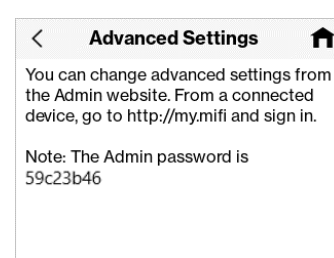 Advanced Settings
You can change advanced settings from
the Admin website. From a connected
device, go to http://my.mifi and sign in.
Note: The Admin password is
59c23b46